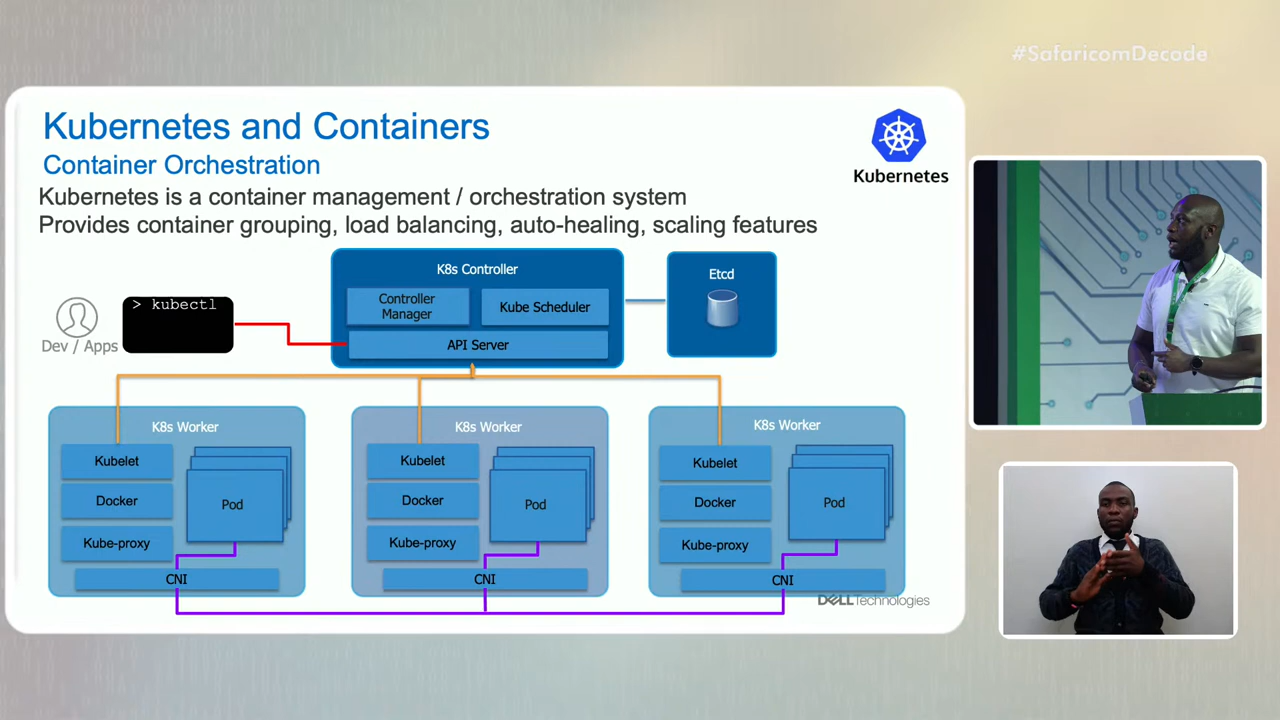 #SafaricomDecade
Kubernetes and Containers
Container Orchestration
Kubernetes
Kubernetes is a container management / orchestration system
Provides container grouping, load balancing, auto-healing, scaling features
K8s Controller
Controller
Manager
Kube Scheduler
API Server
Etcd
> kubectl
Dev / Apps
K8s Worker
Kubelet
Docker
Kube-proxy
Pod
CNI
K8s Worker
Kubelet
Docker
Kube-proxy
Pod
CNI
K8s Worker
Kubelet
Docker
Kube-proxy
Pod
CNI
DELL Technologies